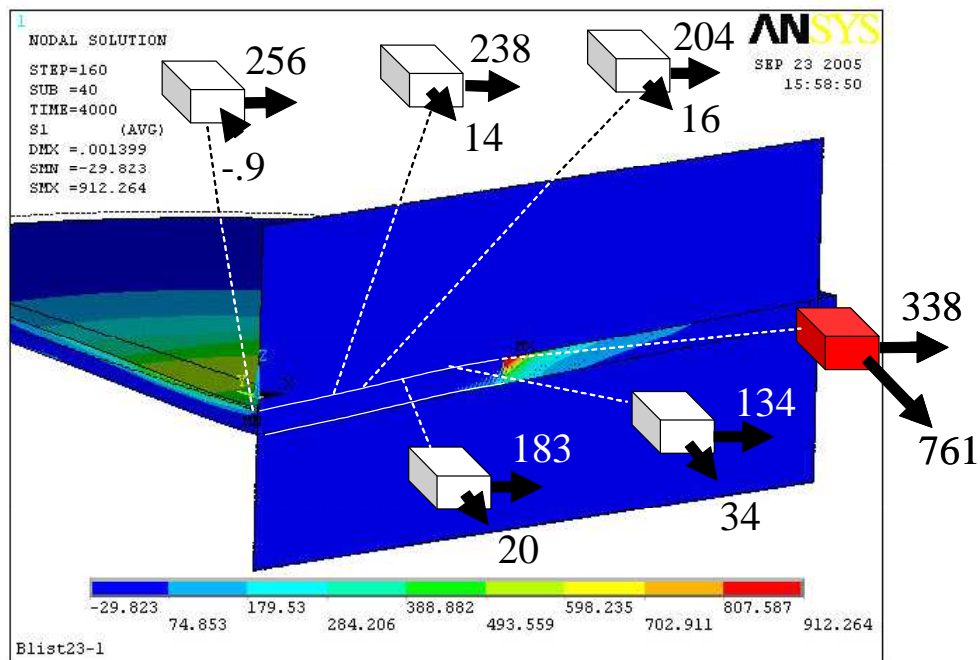 1
NODAL SOLUTION
STEP=160
SUB =40
TIME=4000
S1 (AVG)
DMX =.001399
SMN =-29.823
SMX =912.264
ANSYS
SEP 23 2005
15:58:50
256
-.9
238
14
204
16
338
761
134
34
183
20
Z
X
MX
-29.823 179.53 388.882 598.235 807.587
74.853 284.206 493.559 702.911 912.264
Blist23-1